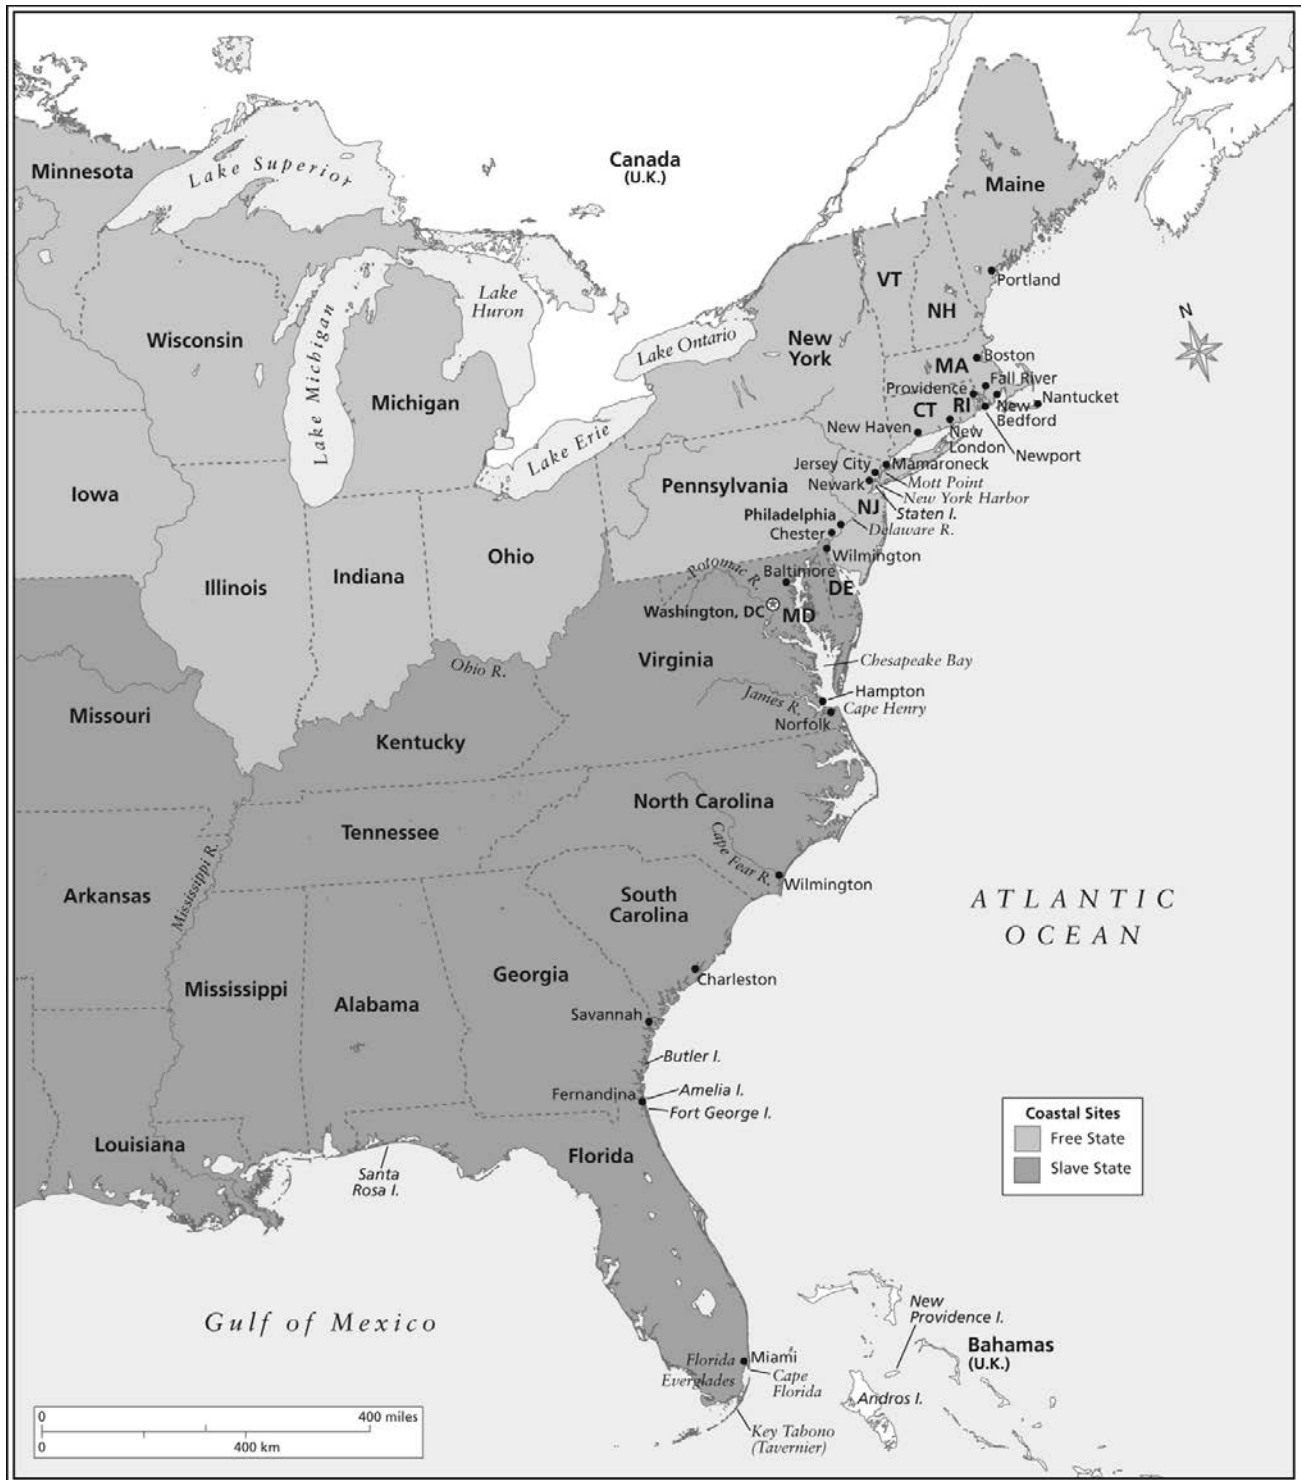 Canada
(U.K.)
Minnesota
Lake Superior
Maine
Portland
VT
NH
Lake
Huron
Lake Michigan
Wisconsin
Michigan
Lake Ontario
New
York
N
MA
Boston
Fall River
Providence
Nantucket
RI
CT
New
Bedford
New Haven
New
London
Newport
Lake Erie
Iowa
Pennsylvania
Jersey City
Mamaroneck
Mott Point
Newark
New York Harbor
NJ
Staten I.
Philadelphia
Delaware R.
Chester
Wilmington
Ohio
Indiana
Illinois
Potomac R.
Baltimore
DE
Washington, DC
MD
Virginia
Chesapeake Bay
Ohio R.
James R.
Hampton
Cape Henry
Norfolk
Missouri
Kentucky
North Carolina
Tennessee
Cape Fear R.
Mississippi R.
Wilmington
Arkansas
South
Carolina
ATLANTIC
OCEAN
Georgia
Charleston
Mississippi
Alabama
Savannah
Butler I.
Fernandina
Amelia I.
Fort George I.
Coastal Sites
Free State
Slave State
Louisiana
Florida
Santa
Rosa I.
Gulf of Mexico
New
Providence I.
Bahamas
(U.K.)
Miami
Florida
Everglades
Cape
Florida
Andros I.
Key Tabono
(Tavernier)
0
400 miles
0
400 km